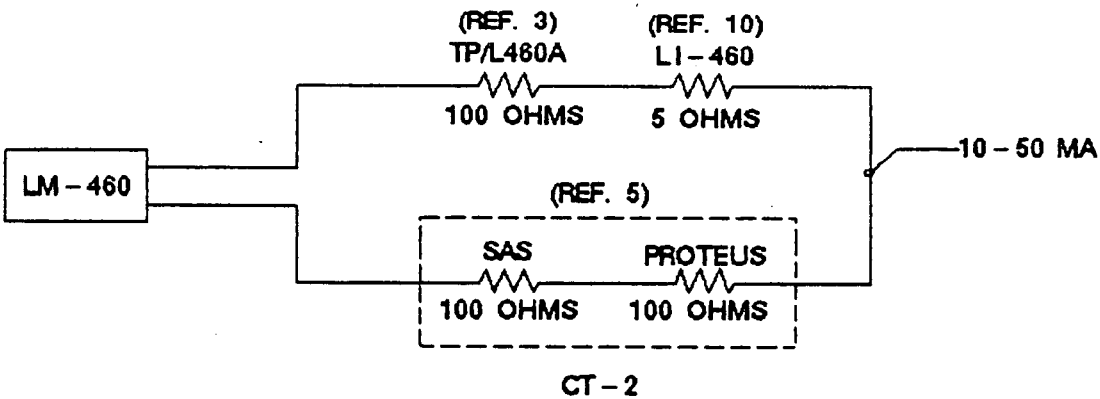 (REF. 3) (REF. 10)
TP/L460A LI-460
100 OHMS 5 OHMS
10-50 MA
LM-460
(REF. 5)
SAS PROTEUS
100 OHMS 100 OHMS
CT-2